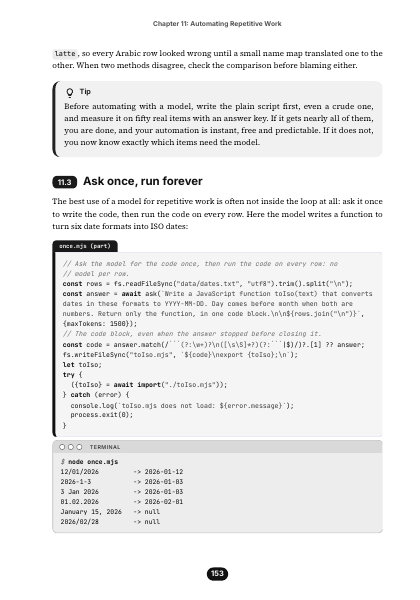 Chapter 11: Automating Repetitive Work
latte, so every Arabic row looked wrong until a small name map translated one to the
other. When two methods disagree, check the comparison before blaming either.
Tip
Before automating with a model, write the plain script first, even a crude one,
and measure it on fifty real items with an answer key. If it gets nearly all of them,
you are done, and your automation is instant, free and predictable. If it does not,
you now know exactly which items need the model.
11.3 Ask once, run forever
The best use of a model for repetitive work is often not inside the loop at all: ask it once
to write the code, then run the code on every row. Here the model writes a function to
turn six date formats into ISO dates:
once.mjs (part)
// Ask the model for the code once, then run the code on every row: no
// model per row.
const rows = fs.readFileSync("data/dates.txt", "utf8").trim().split("\n");
const answer = await ask(`Write a JavaScript function toIso(text) that converts
dates in these formats to YYYY-MM-DD. Day comes before month when both are
numbers. Return only the function, in one code block.\n\n${rows.join("\n")}`,
{maxTokens: 1500});
// The code block, even when the answer stopped before closing it.
const code = answer.match(/```(?:\w+)?\n([\s\S]+?)(?:```|$)/)?.[1] ?? answer;
fs.writeFileSync("toIso.mjs", `${code}\nexport {toIso};\n`);
let toIso;
try {
({toIso} = await import("./toIso.mjs"));
} catch (error) {
console.log(`toIso.mjs does not load: ${error.message}`);
process.exit(0);
}
TERMINAL
$ node once.mjs
12/01/2026 -> 2026-01-12
2026-1-3 -> 2026-01-03
3 Jan 2026 -> 2026-01-03
01.02.2026 -> 2026-02-01
January 15, 2026 -> null
2026/02/28 -> null
153